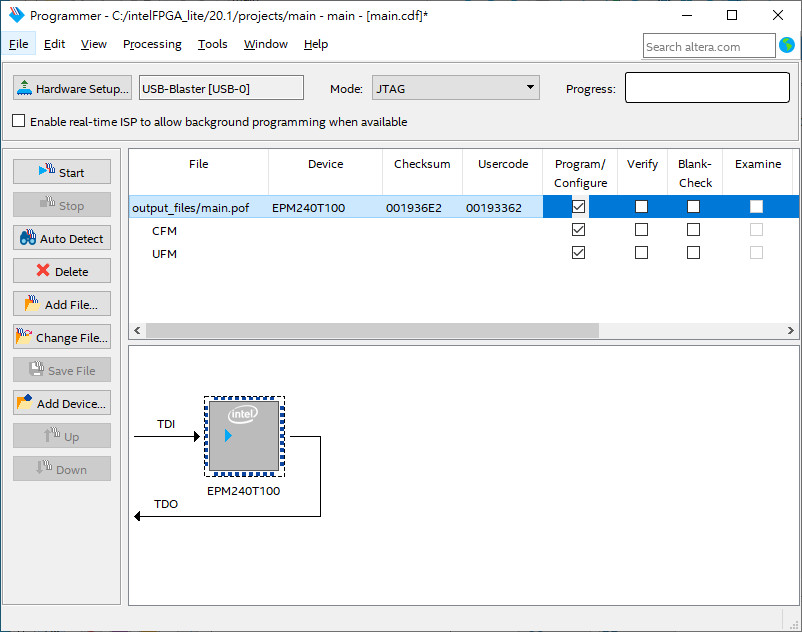 Programmer - C:/intelFPGA_lite/20.1/projects/main - main - [main.cdf]*
File Edit View Processing Tools Window Help
Search altera.com
Hardware Setup... USB-Blaster [USB-0] Mode: JTAG Progress:
Enable real-time ISP to allow background programming when available
Start
Stop
Auto Detect
Delete
Add File...
Change File...
Save File
Add Device...
Up
Down
File Device Checksum Usercode Program/ Verify Blank- Examine
Configure Check
output_files/main.pof EPM240T100 001936E2 00193362
CFM
UFM
TDI
intel
EPM240T100
TDO